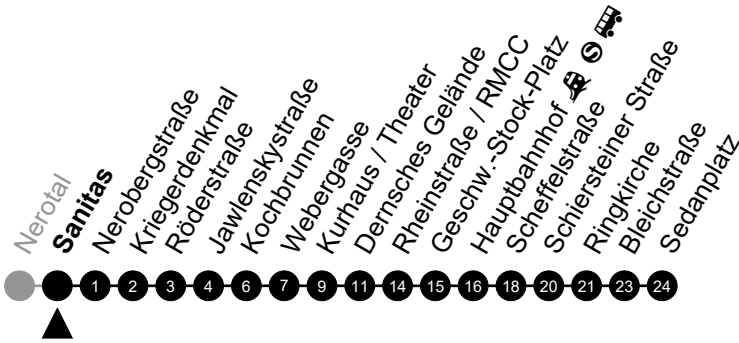 Nerotal
Sanitas
Nerobergstraße
Kriegerdenkmal
Röderstraße
Jawlenskystraße
Kochbrunnen
Webergasse
Kurhaus / Theater
Dernsches Gelände
Rheinstraße / RMCC
Geschw.-Stock-Platz
Hauptbahnhof S
Scheffelstraße
Schiersteiner Straße
Ringkirche
Bleichstraße
Sedanplatz
1 2 3 4 6 7 9 11 14 15 16 18 20 21 23 24